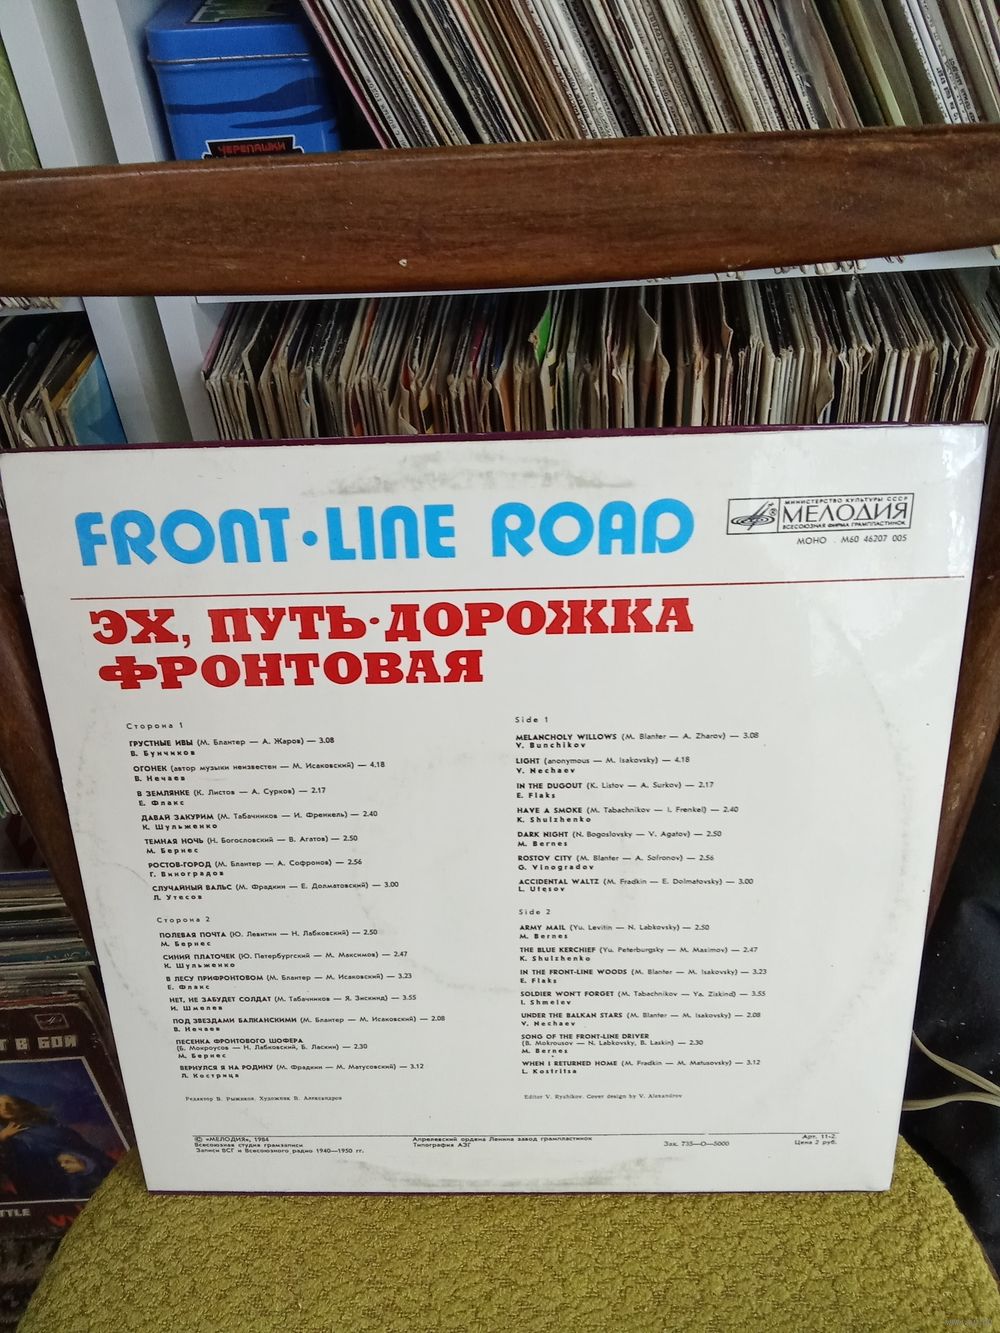 ЧЕРЕПАШКИ
FRONT·LINE ROAD
МИНИСТЕРСТВО КУЛЬТУРЫ СССР
МЕЛОДИЯ
ВСЕСОЮЗНАЯ ФИРМА ГРАМПЛАСТИНОК
МОНО . М60 46207 005
ЭХ, ПУТЬ·ДОРОЖКА
ФРОНТОВАЯ
Сторона 1
ГРУСТНЫЕ ИВЫ (М. Блантер — А. Жаров) — 3.08
В. Бунчиков
ОГОНЕК (автор музыки неизвестен — М. Исаковский) — 4.18
В. Нечаев
В ЗЕМЛЯНКЕ (К. Листов — А. Сурков) — 2.17
Е. Флакс
ДАВАЙ ЗАКУРИМ (М. Табачников — И. Френкель) — 2.40
К. Шульженко
ТЕМНАЯ НОЧЬ (Н. Богословский — В. Агатов) — 2.50
М. Бернес
РОСТОВ-ГОРОД (М. Блантер — А. Софронов) — 2.56
Г. Виноградов
СЛУЧАЙНЫЙ ВАЛЬС (М. Фрадкин — Е. Долматовский) — 3.00
Л. Утесов
Сторона 2
ПОЛЕВАЯ ПОЧТА (Ю. Левитин — Н. Лабковский) — 2.50
М. Бернес
СИНИЙ ПЛАТОЧЕК (Ю. Петербургский — М. Максимов) — 2.47
К. Шульженко
В ЛЕСУ ПРИФРОНТОВОМ (М. Блантер — М. Исаковский) — 3.23
Е. Флакс
НЕТ, НЕ ЗАБУДЕТ СОЛДАТ (М. Табачников — Я. Зискинд) — 3.55
И. Шмелев
ПОД ЗВЕЗДАМИ БАЛКАНСКИМИ (М. Блантер — М. Исаковский) — 2.08
В. Нечаев
ПЕСЕНКА ФРОНТОВОГО ШОФЕРА
(Б. Мокроусов — Н. Лабковский, Б. Ласкин) — 2.30
М. Бернес
ВЕРНУЛСЯ Я НА РОДИНУ (М. Фрадкин — М. Матусовский) — 3.12
Л. Кострица
Редактор В. Рыжиков. Художник В. Александров
Side 1
MELANCHOLY WILLOWS (M. Blanter — A. Zharov) — 3.08
V. Bunchikov
LIGHT (anonymous — M. Isakovsky) — 4.18
V. Nechaev
IN THE DUGOUT (K. Listov — A. Surkov) — 2.17
E. Flaks
HAVE A SMOKE (M. Tabachnikov — I. Frenkel) — 2.40
K. Shulzhenko
DARK NIGHT (N. Bogoslovsky — V. Agatov) — 2.50
M. Bernes
ROSTOV CITY (M. Blanter — A. Sofronov) — 2.56
G. Vinogradov
ACCIDENTAL WALTZ (M. Fradkin — E. Dolmatovsky) — 3.00
L. Utesov
Side 2
ARMY MAIL (Yu. Levitin — N. Labkovsky) — 2.50
M. Bernes
THE BLUE KERCHIEF (Yu. Peterburgsky — M. Maximov) — 2.47
K. Shulzhenko
IN THE FRONT-LINE WOODS (M. Blanter — M. Isakovsky) — 3.23
E. Flaks
SOLDIER WON'T FORGET (M. Tabachnikov — Ya. Ziskind) — 3.55
I. Shmelev
UNDER THE BALKAN STARS (M. Blanter — M. Isakovsky) — 2.08
V. Nechaev
SONG OF THE FRONT-LINE DRIVER
(B. Mokrousov — N. Labkovsky, B. Laskin) — 2.30
M. Bernes
WHEN I RETURNED HOME (M. Fradkin — M. Matusovsky) — 3.12
L. Kostritsa
Editor V. Ryzhikov. Cover design by V. Alexandrov
© «МЕЛОДИЯ», 1984
Всесоюзная студия грамзаписи
Записи ВСГ и Всесоюзного радио 1940—1950 гг.
Апрелевский ордена Ленина завод грампластинок
Типография АЗГ
Зак. 735—О—5000
Арт. 11-2
Цена 2 руб.
Т В БОЙ
TTLE